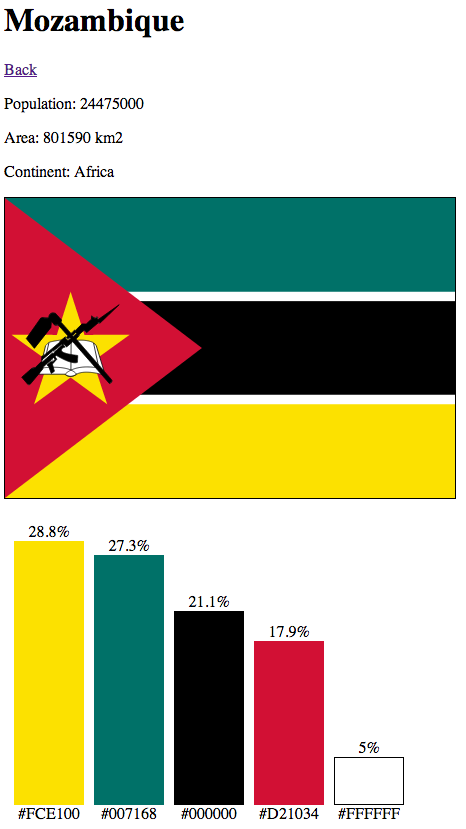 Mozambique
Back
Population: 24475000
Area: 801590 km2
Continent: Africa
28.8%
27.3%
21.1%
17.9%
5%
#FCE100 #007168 #000000 #D21034 #FFFFFF